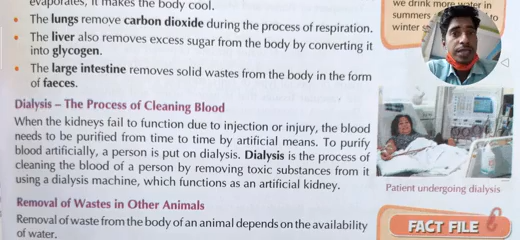 evaporates, it makes the body cool.
• The lungs remove carbon dioxide during the process of respiration.
• The liver also removes excess sugar from the body by converting it
into glycogen.
• The large intestine removes solid wastes from the body in the form
of faeces.
Dialysis – The Process of Cleaning Blood
When the kidneys fail to function due to injection or injury, the blood
needs to be purified from time to time by artificial means. To purify
blood artificially, a person is put on dialysis. Dialysis is the process of
cleaning the blood of a person by removing toxic substances from it
using a dialysis machine, which functions as an artificial kidney.
Removal of Wastes in Other Animals
Removal of waste from the body of an animal depends on the availability
of water.
we drink more water in
summers to
winter
Patient undergoing dialysis
FACT FILE